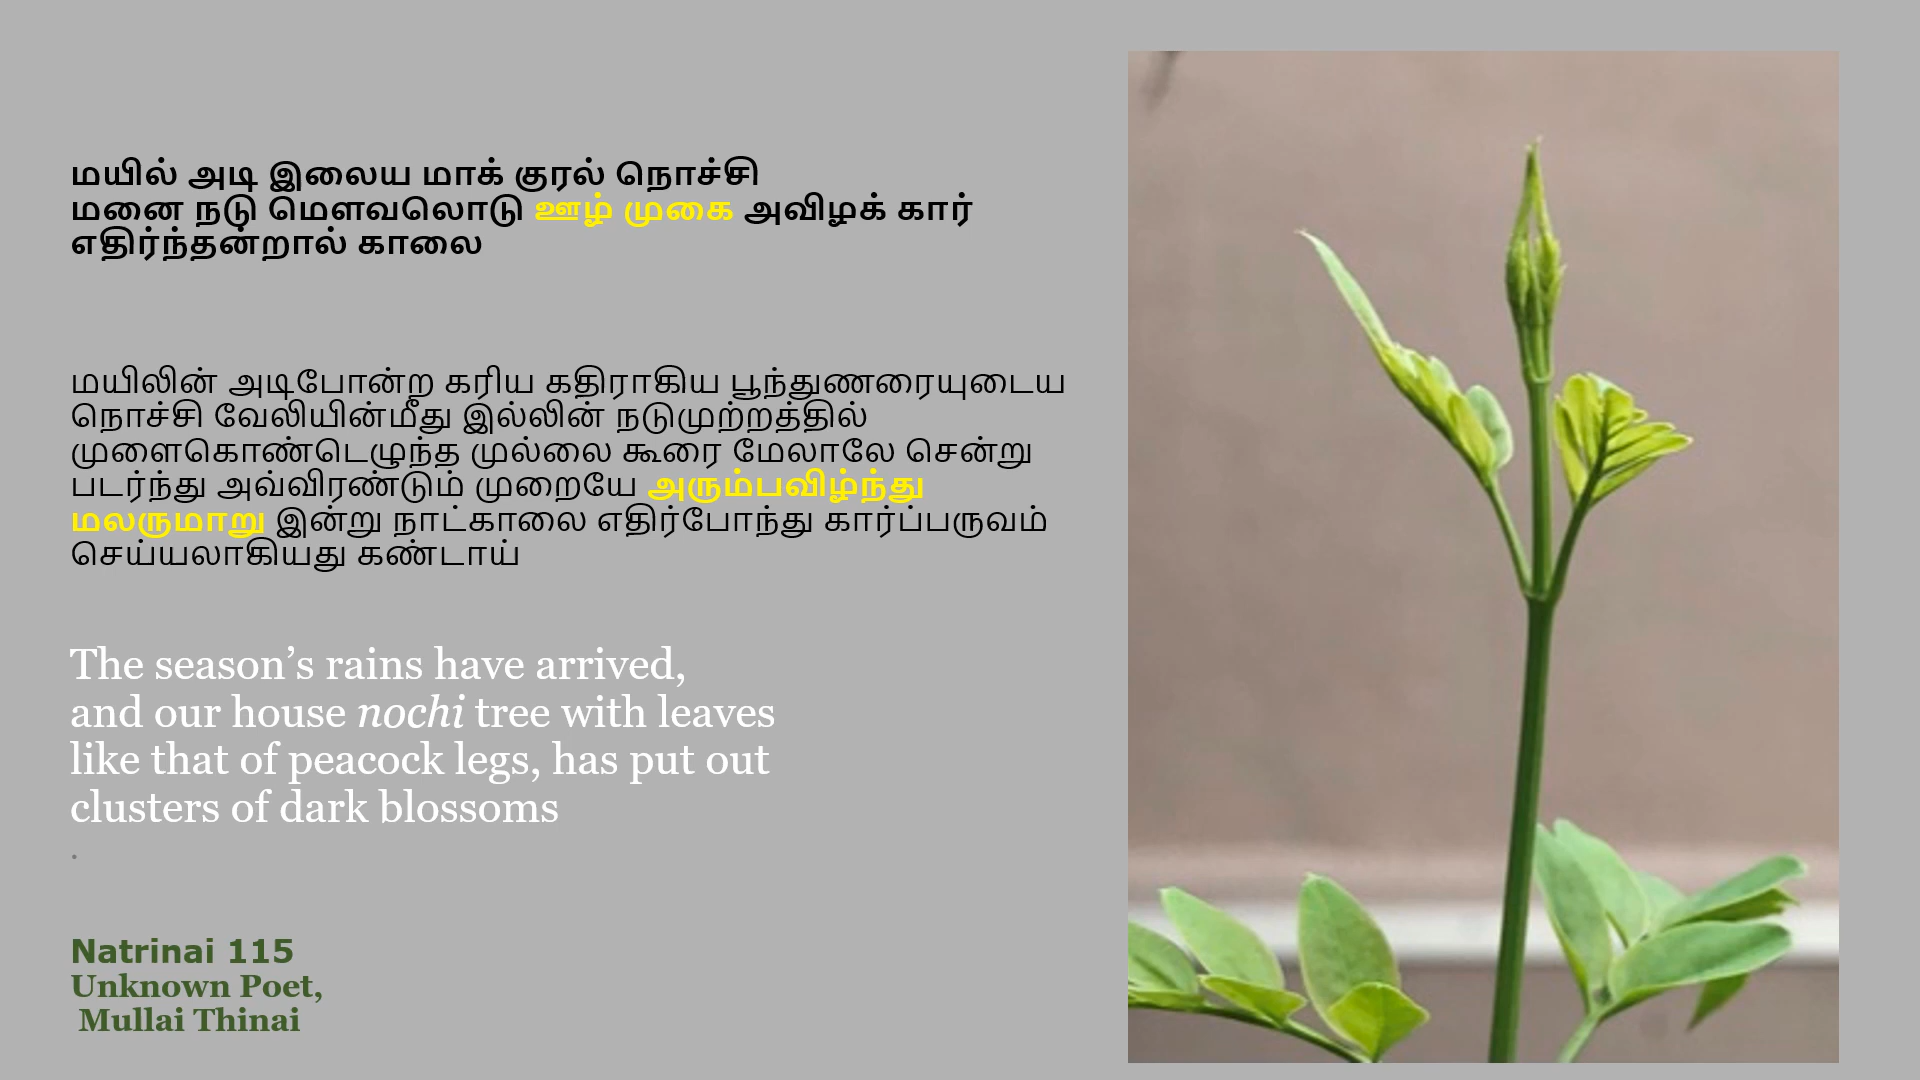 மயில் அடி இலைய மாக் குரல் நொச்சி
மனை நடு மௌவலொடு ஊழ் முகை அவிழக் கார்
எதிர்ந்தன்றால் காலை
மயிலின் அடிபோன்ற கரிய கதிராகிய பூந்துணரையுடைய
நொச்சி வேலியின்மீது இல்லின் நடுமுற்றத்தில்
முளைகொண்டெழுந்த முல்லை கூரை மேலாலே சென்று
படர்ந்து அவ்விரண்டும் முறையே அரும்பவிழ்ந்து
மலருமாறு இன்று நாட்காலை எதிர்போந்து கார்ப்பருவம்
செய்யலாகியது கண்டாய்
The season’s rains have arrived,
and our house nochi tree with leaves
like that of peacock legs, has put out
clusters of dark blossoms
.
Natrinai 115
Unknown Poet,
Mullai Thinai